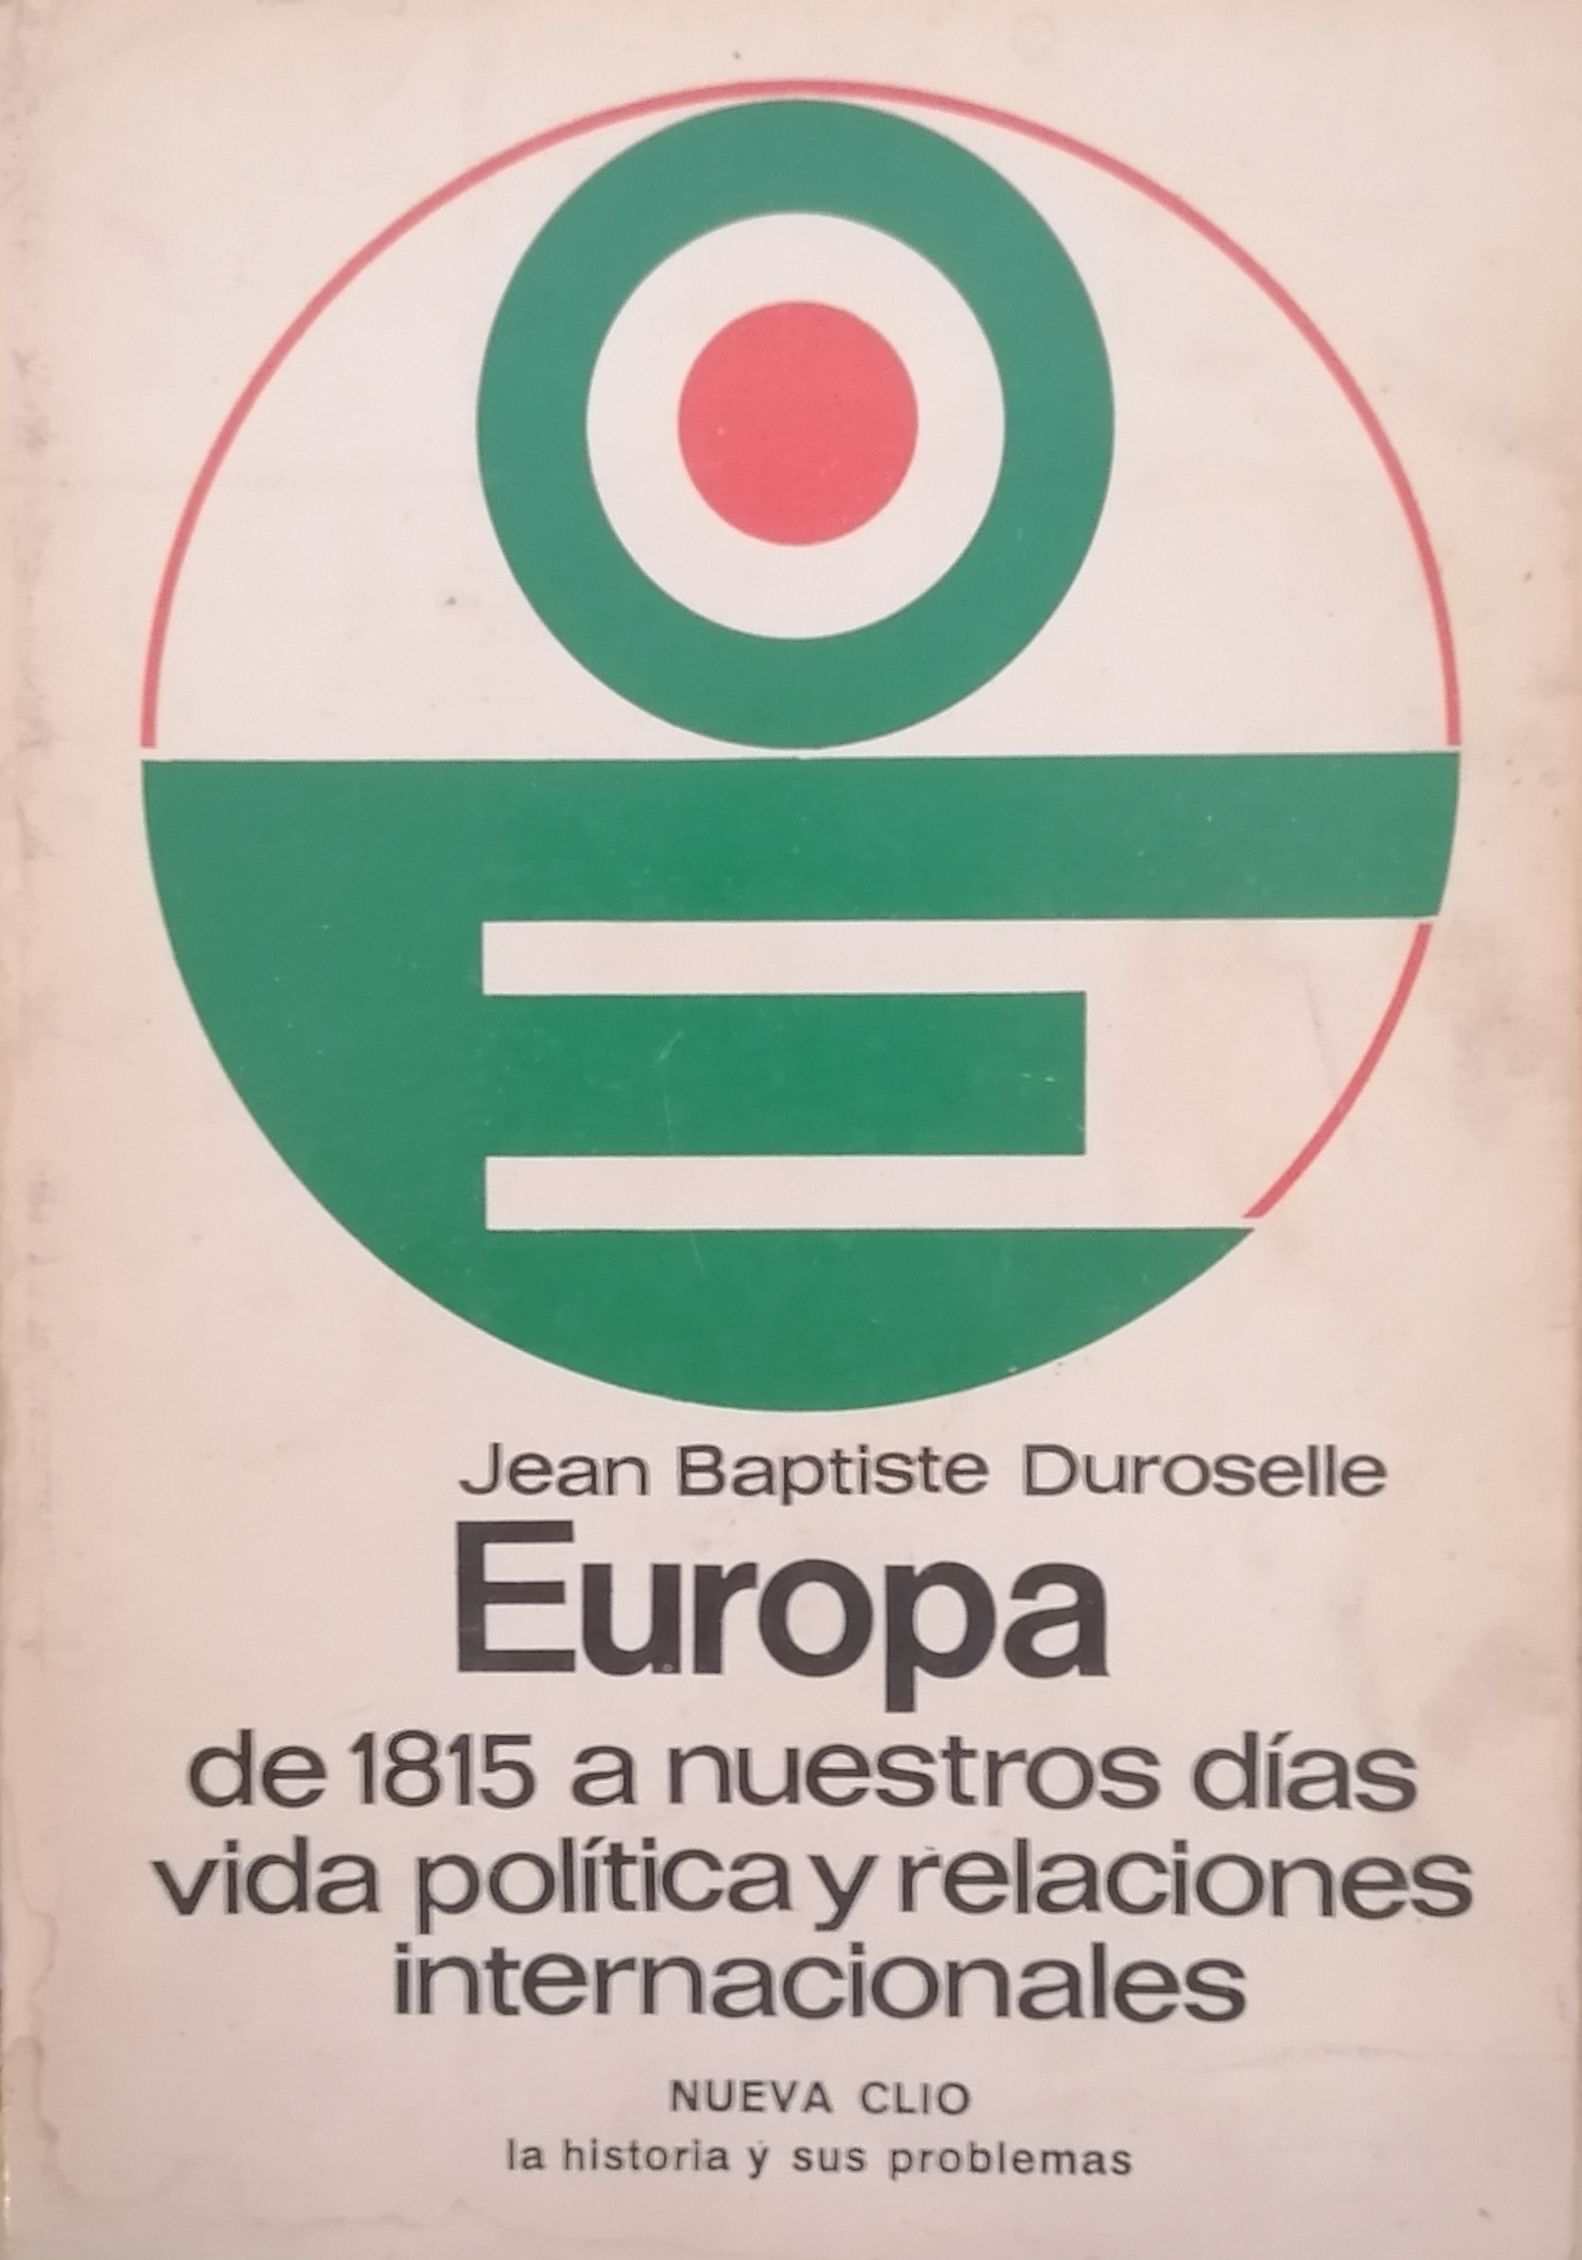 Jean Baptiste Duroselle
Europa
de 1815 a nuestros días
vida política y relaciones
internacionales
NUEVA CLIO
la historia y sus problemas